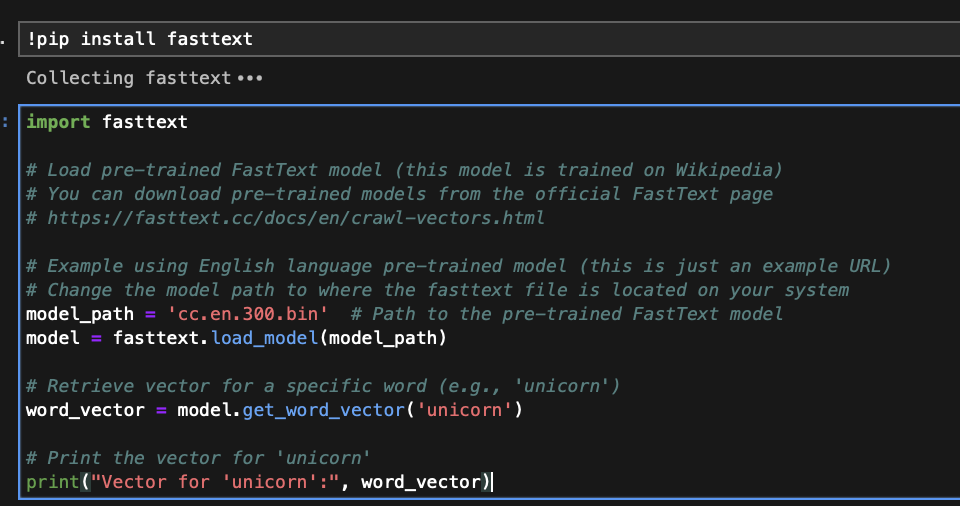 !pip install fasttext
Collecting fasttext•••
import fasttext
# Load pre-trained FastText model (this model is trained on Wikipedia)
# You can download pre-trained models from the official FastText page
# https://fasttext.cc/docs/en/crawl-vectors.html
# Example using English language pre-trained model (this is just an example URL)
# Change the model path to where the fasttext file is located on your system
model_path = 'cc.en.300.bin'  # Path to the pre-trained FastText model
model = fasttext.load_model(model_path)
# Retrieve vector for a specific word (e.g., 'unicorn')
word_vector = model.get_word_vector('unicorn')
# Print the vector for 'unicorn'
print("Vector for 'unicorn':", word_vector)